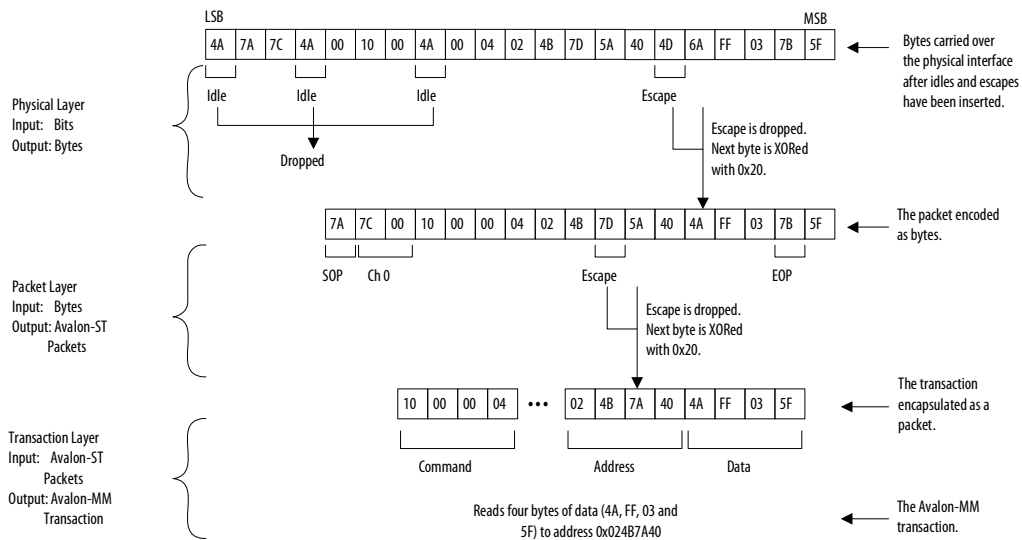 LSB MSB
4A 7A 7C 4A 00 10 00 4A 00 04 02 4B 7D 5A 40 4D 6A FF 03 7B 5F
Bytes carried over
the physical interface
after idles and escapes
have been inserted.
Idle Idle Idle Escape
Physical Layer
Input: Bits
Output: Bytes
Dropped
Escape is dropped.
Next byte is XORed
with 0x20.
7A 7C 00 10 00 00 04 02 4B 7D 5A 40 4A FF 03 7B 5F
The packet encoded
as bytes.
SOP Ch 0 Escape EOP
Packet Layer
Input: Bytes
Output: Avalon-ST
Packets
Escape is dropped.
Next byte is XORed
with 0x20.
10 00 00 04 ••• 02 4B 7A 40 4A FF 03 5F
The transaction
encapsulated as a
packet.
Command Address Data
Transaction Layer
Input: Avalon-ST
Packets
Output: Avalon-MM
Transaction
Reads four bytes of data (4A, FF, 03 and
5F) to address 0x024B7A40
The Avalon-MM
transaction.